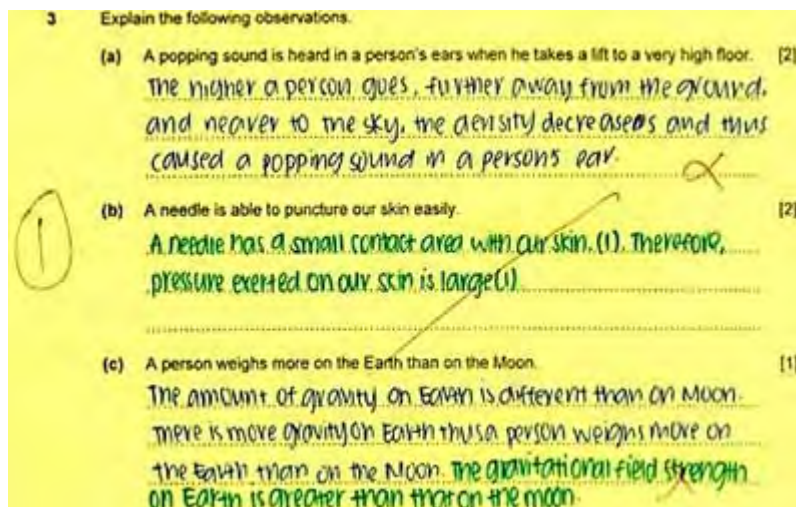 3 Explain the following observations.
(a) A popping sound is heard in a person's ears when he takes a lift to a very high floor. [2]
The higher a person goes, further away from the ground,
and nearer to the sky, the density decreases and thus
caused a popping sound in a person's ear.
(b) A needle is able to puncture our skin easily. [2]
1
A needle has a small contact area with our skin. (1). Therefore,
pressure exerted on our skin is large(1)
(c) A person weighs more on the Earth than on the Moon. [1]
The amount of gravity on Earth is different than on Moon.
There is more gravity on Earth thus a person weighs more on
the Earth than on the Moon. The gravitational field strength
on Earth is greater than that on the moon.